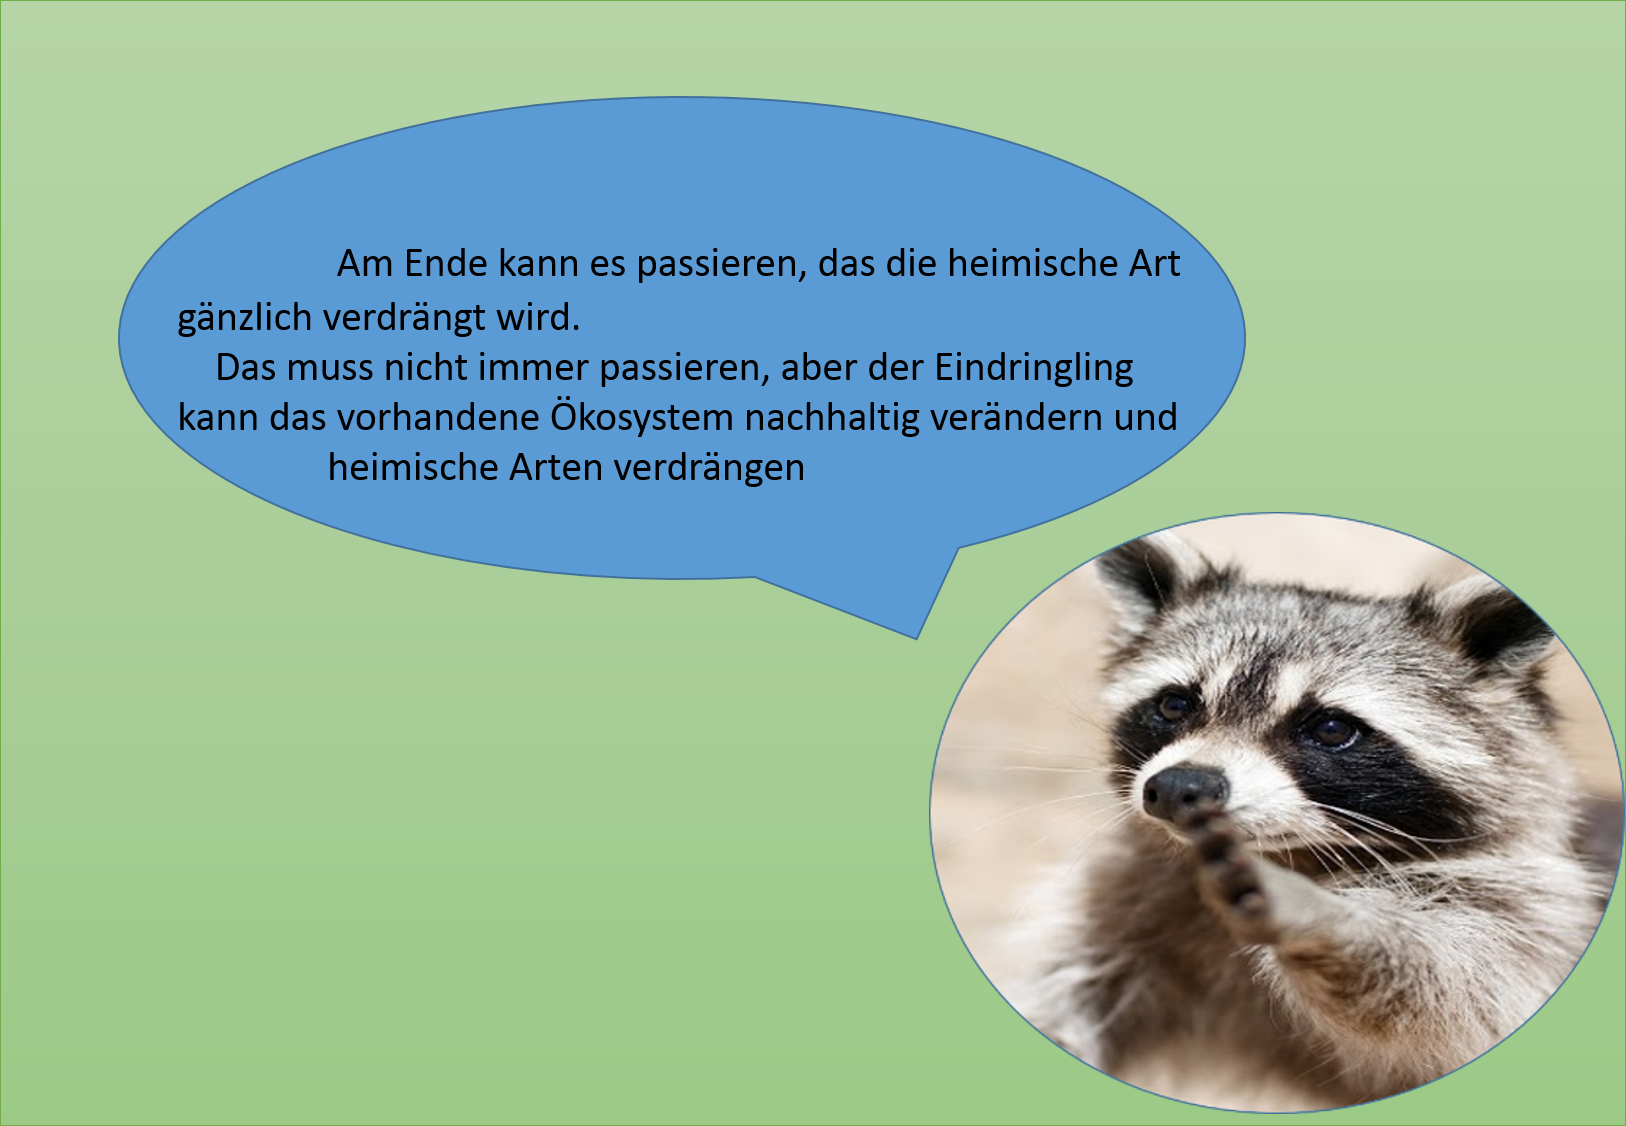 Am Ende kann es passieren, das die heimische Art
gänzlich verdrängt wird.
Das muss nicht immer passieren, aber der Eindringling
kann das vorhandene Ökosystem nachhaltig verändern und
heimische Arten verdrängen